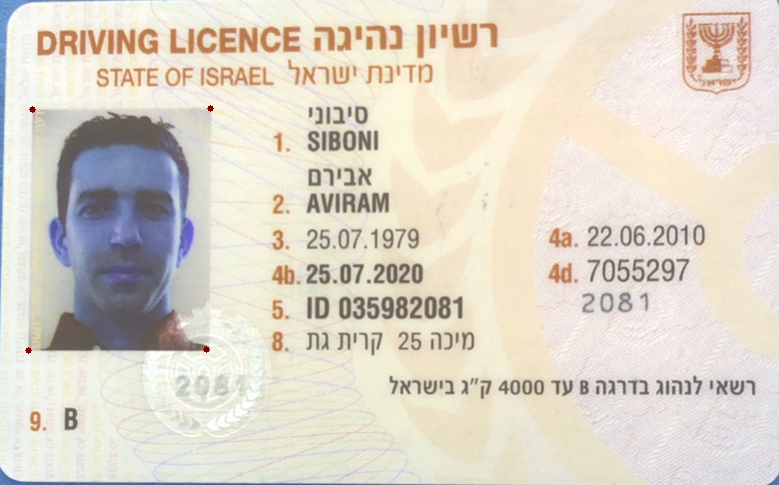 DRIVING LICENCE רשיון נהיגה
STATE OF ISRAEL מדינת ישראל
סיבוני
1. SIBONI
אבירם
2. AVIRAM
3. 25.07.1979 4a. 22.06.2010
4b. 25.07.2020 4d. 7055297
5. ID 035982081 2081
8. מיכה 25 קרית גת
2081
רשאי לנהוג בדרגה B עד 4000 ק"ג בישראל
9. B